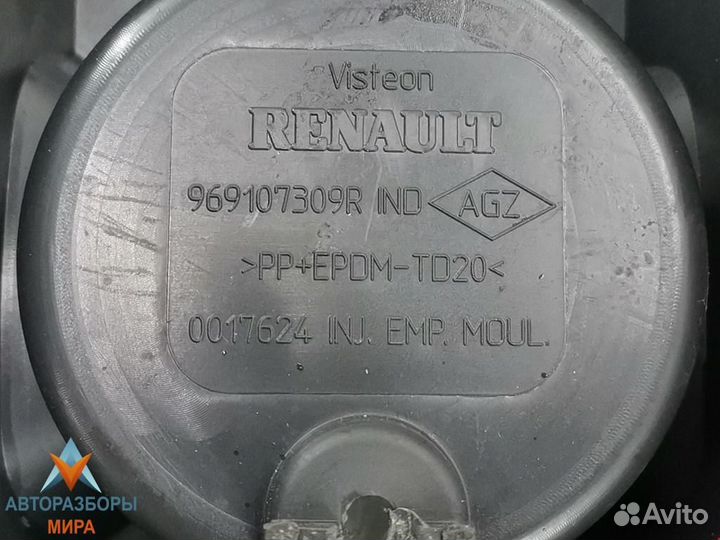 Visteon
RENAULT
969107309R IND AGZ
>PP+EPDM-TD20<
0017624 INJ. EMP. MOUL.
АВТОРАЗБОРЫ
МИРА
Avito